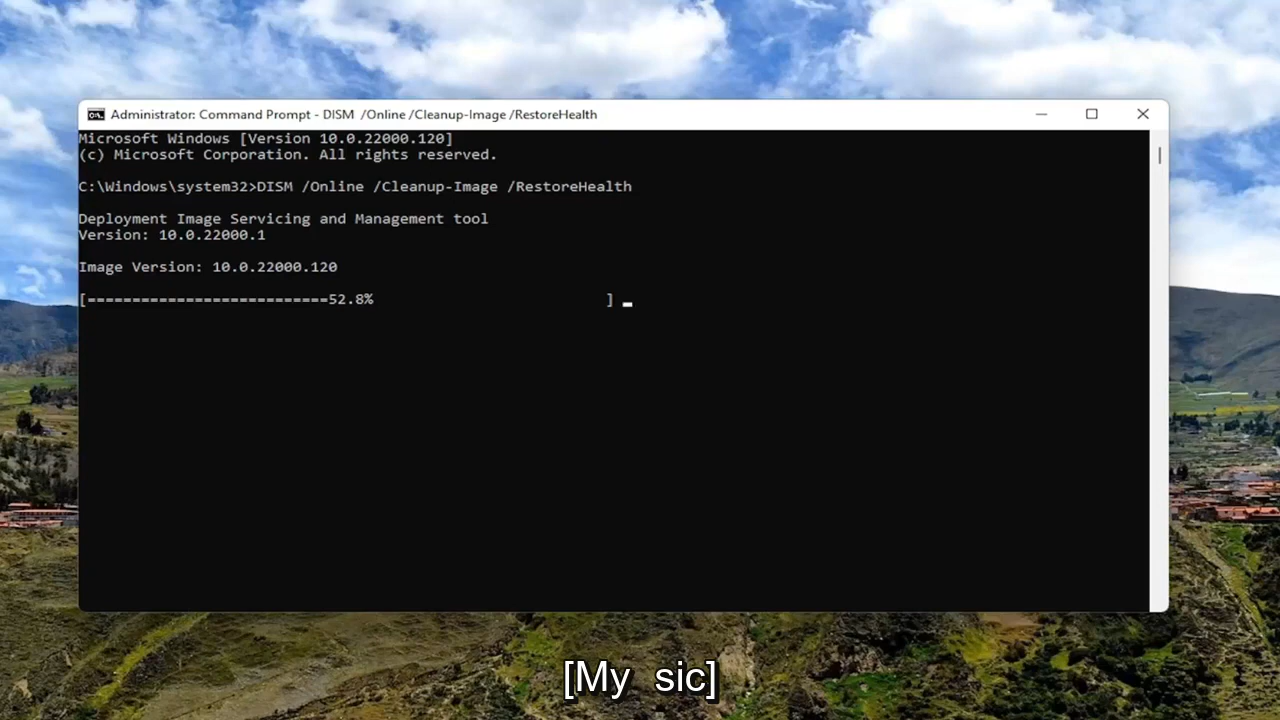 Administrator: Command Prompt - DISM  /Online /Cleanup-Image /RestoreHealth
Microsoft Windows [Version 10.0.22000.120]
(c) Microsoft Corporation. All rights reserved.
C:\Windows\system32>DISM /Online /Cleanup-Image /RestoreHealth
Deployment Image Servicing and Management tool
Version: 10.0.22000.1
Image Version: 10.0.22000.120
[===========================52.8%                          ]
[My  sic]